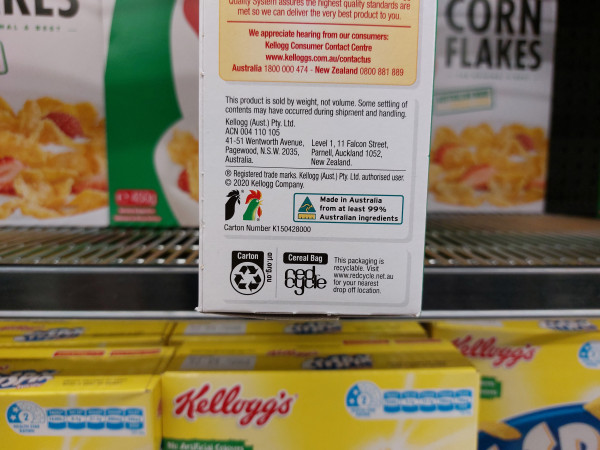 Quality System assures the highest quality standards are
met so we can deliver the very best product to you.
We appreciate hearing from our consumers:
Kellogg Consumer Contact Centre
www.kelloggs.com.au/contactus
Australia 1800 000 474 - New Zealand 0800 881 889
This product is sold by weight, not volume. Some settling of
contents may have occurred during shipment and handling.
Kellogg (Aust.) Pty. Ltd.
ACN 004 110 105
41-51 Wentworth Avenue,
Pagewood, N.S.W. 2035,
Australia.
Level 1, 11 Falcon Street,
Parnell, Auckland 1052,
New Zealand.
® Registered trade marks. Kellogg (Aust.) Pty. Ltd. authorised user.
© 2020 Kellogg Company.
Made in Australia
from at least 99%
Australian ingredients
Carton Number K150428000
Carton
arl.org.au
Cereal Bag
red
cycle
This packaging is
recyclable. Visit
www.redcycle.net.au
for your nearest
drop off location.
CORN
FLAKES
450g
Kellogg's
Kellogg's
No Artificial Colours